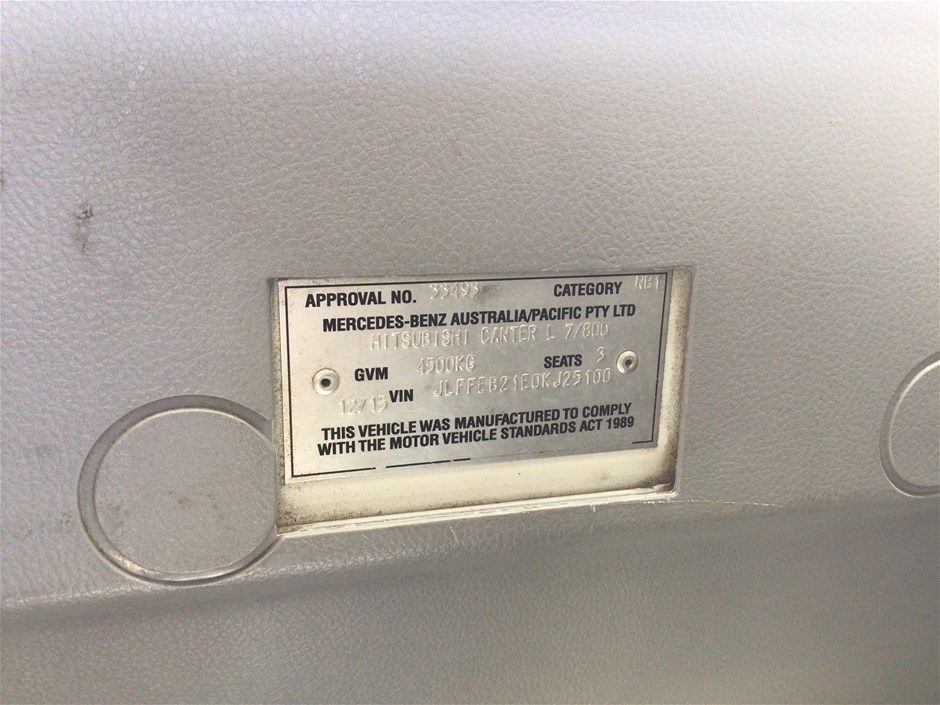 APPROVAL NO. 33493 CATEGORY NB1
MERCEDES-BENZ AUSTRALIA/PACIFIC PTY LTD
MITSUBISHI CANTER L 7/800
GVM 4500KG SEATS 3
12/15 VIN JLFFEB21E0KJ25100
THIS VEHICLE WAS MANUFACTURED TO COMPLY
WITH THE MOTOR VEHICLE STANDARDS ACT 1989